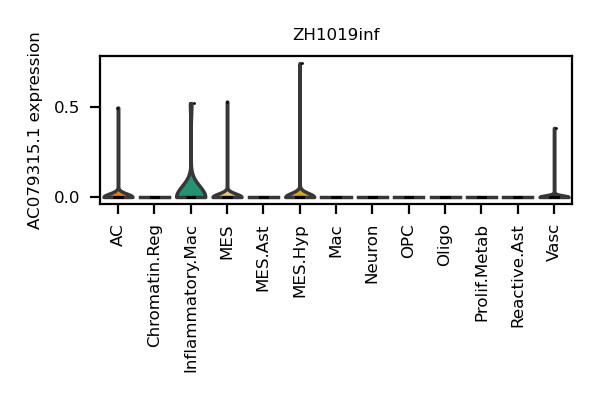 ZH1019inf
AC079315.1 expression
0.5
0.0
AC
Chromatin.Reg
Inflammatory.Mac
MES
MES.Ast
MES.Hyp
Mac
Neuron
OPC
Oligo
Prolif.Metab
Reactive.Ast
Vasc